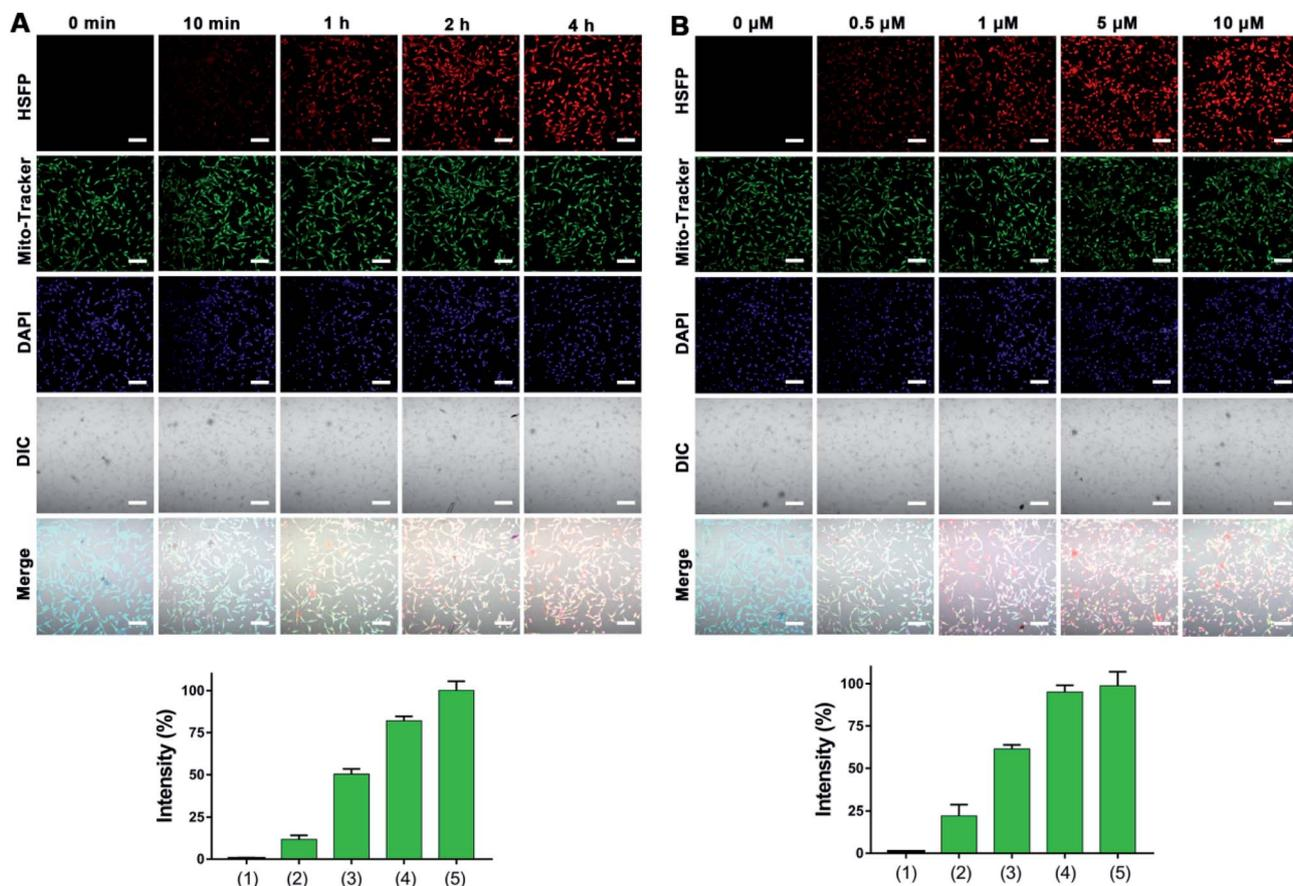 A 0 min 10 min 1 h 2 h 4 h
HSFP
Mito-Tracker
DAPI
DIC
Merge
Intensity (%)
100
75
50
25
0
(1) (2) (3) (4) (5)
B 0 µM 0.5 µM 1 µM 5 µM 10 µM
HSFP
Mito-Tracker
DAPI
DIC
Merge
Intensity (%)
100
75
50
25
0
(1) (2) (3) (4) (5)